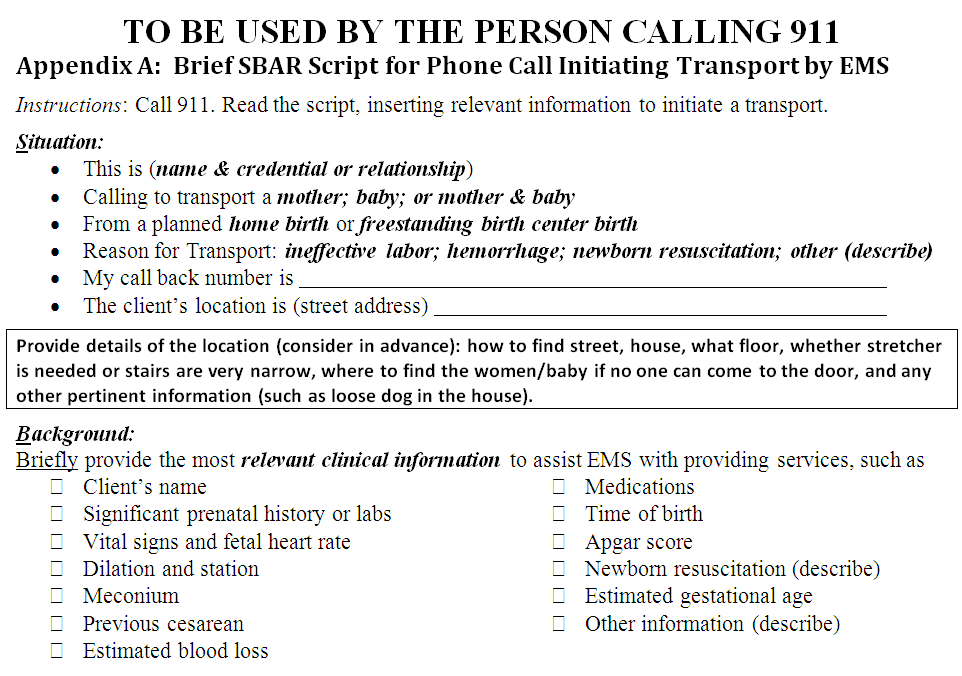 TO BE USED BY THE PERSON CALLING 911
Appendix A:  Brief SBAR Script for Phone Call Initiating Transport by EMS
Instructions: Call 911. Read the script, inserting relevant information to initiate a transport.
Situation:
• This is (name & credential or relationship)
• Calling to transport a mother; baby; or mother & baby
• From a planned home birth or freestanding birth center birth
• Reason for Transport: ineffective labor; hemorrhage; newborn resuscitation; other (describe)
• My call back number is ______________________________
• The client's location is (street address) ______________________________
Provide details of the location (consider in advance): how to find street, house, what floor, whether stretcher
is needed or stairs are very narrow, where to find the women/baby if no one can come to the door, and any
other pertinent information (such as loose dog in the house).
Background:
Briefly provide the most relevant clinical information to assist EMS with providing services, such as
☐ Client's name
☐ Significant prenatal history or labs
☐ Vital signs and fetal heart rate
☐ Dilation and station
☐ Meconium
☐ Previous cesarean
☐ Estimated blood loss
☐ Medications
☐ Time of birth
☐ Apgar score
☐ Newborn resuscitation (describe)
☐ Estimated gestational age
☐ Other information (describe)